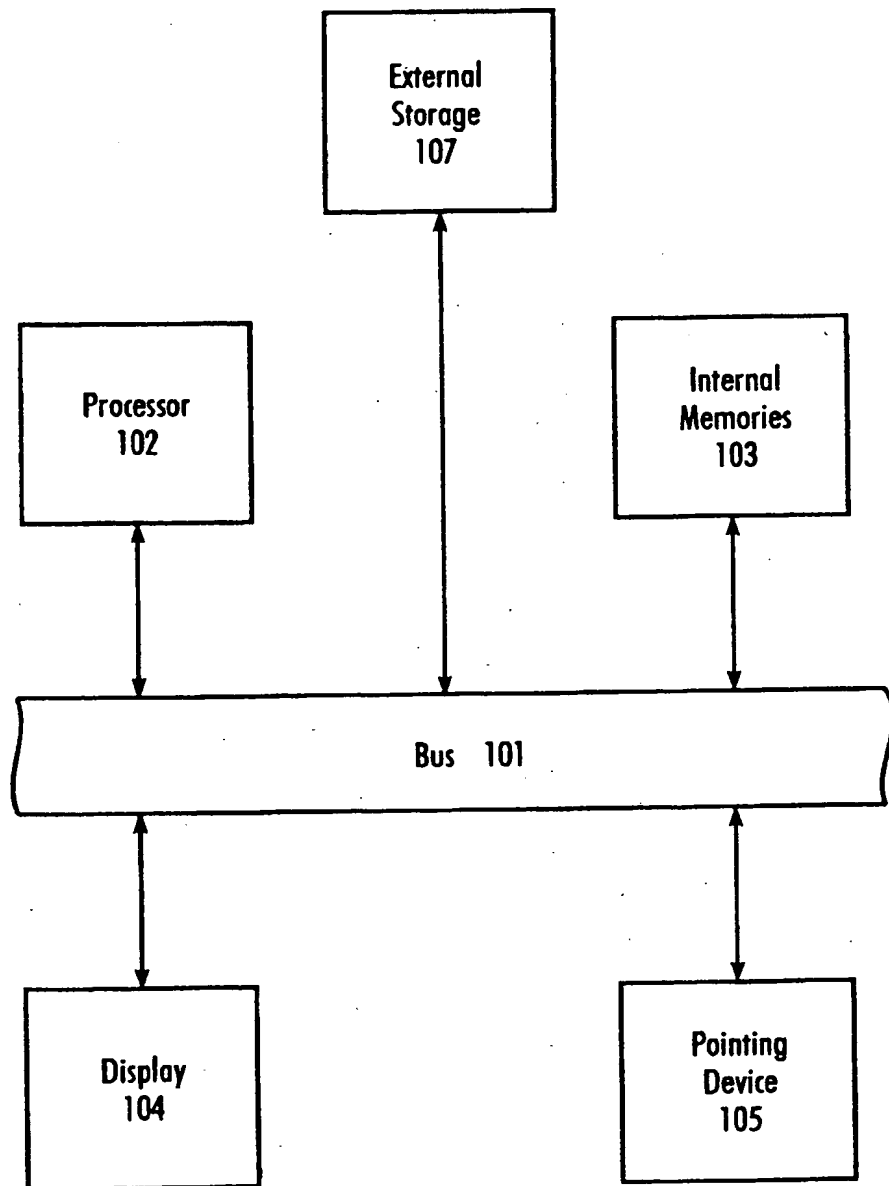 External
Storage
107
Processor
102
Internal
Memories
103
Bus 101
Display
104
Pointing
Device
105